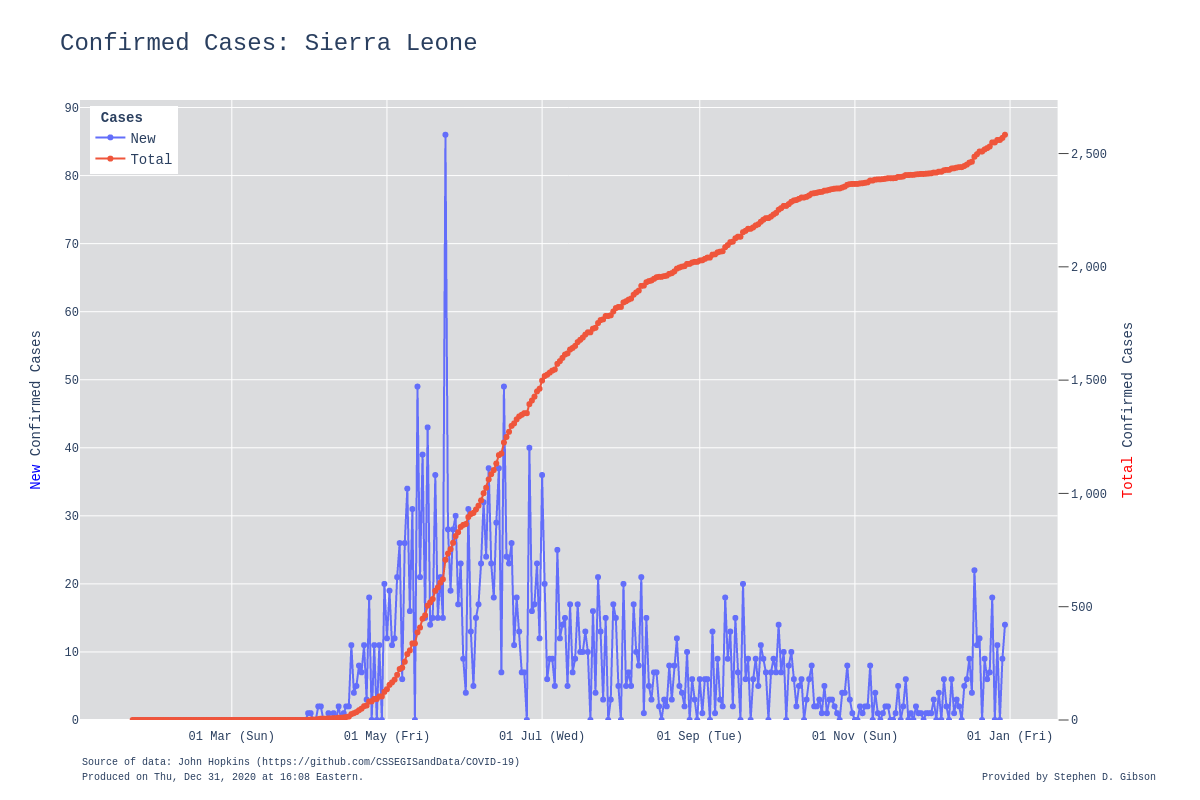 Confirmed Cases: Sierra Leone
Cases
New
Total
90
80
70
60
50
40
30
20
10
0
2,500
2,000
1,500
1,000
500
0
New Confirmed Cases
Total Confirmed Cases
01 Mar (Sun)
01 May (Fri)
01 Jul (Wed)
01 Sep (Tue)
01 Nov (Sun)
01 Jan (Fri)
Source of data: John Hopkins (https://github.com/CSSEGISandData/COVID-19)
Produced on Thu, Dec 31, 2020 at 16:08 Eastern.
Provided by Stephen D. Gibson